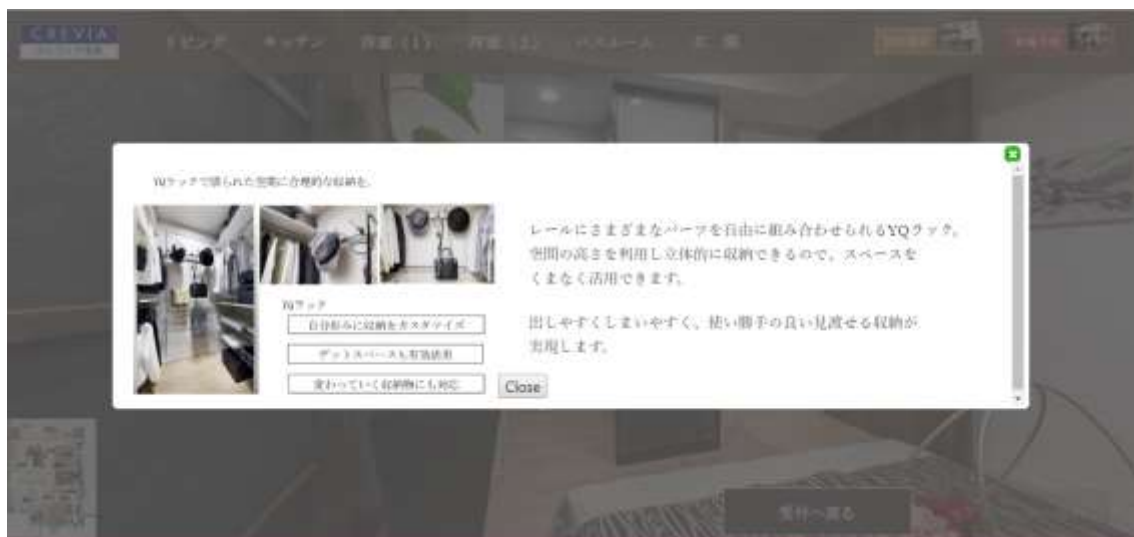 CREVIA
リビング キッチン 洋室(1) 洋室(2) バスルーム 玄関
YQラックで限られた空間に合理的な収納を。
レールにさまざまなパーツを自由に組み合わせられるYQラック。
空間の高さを利用し立体的に収納できるので、スペースを
くまなく活用できます。
出しやすくしまいやすく、使い勝手の良い見渡せる収納が
実現します。
YQラック
自分好みに収納をカスタマイズ
デットスペースも有効活用
変わっていく収納物にも対応
Close
受付へ戻る